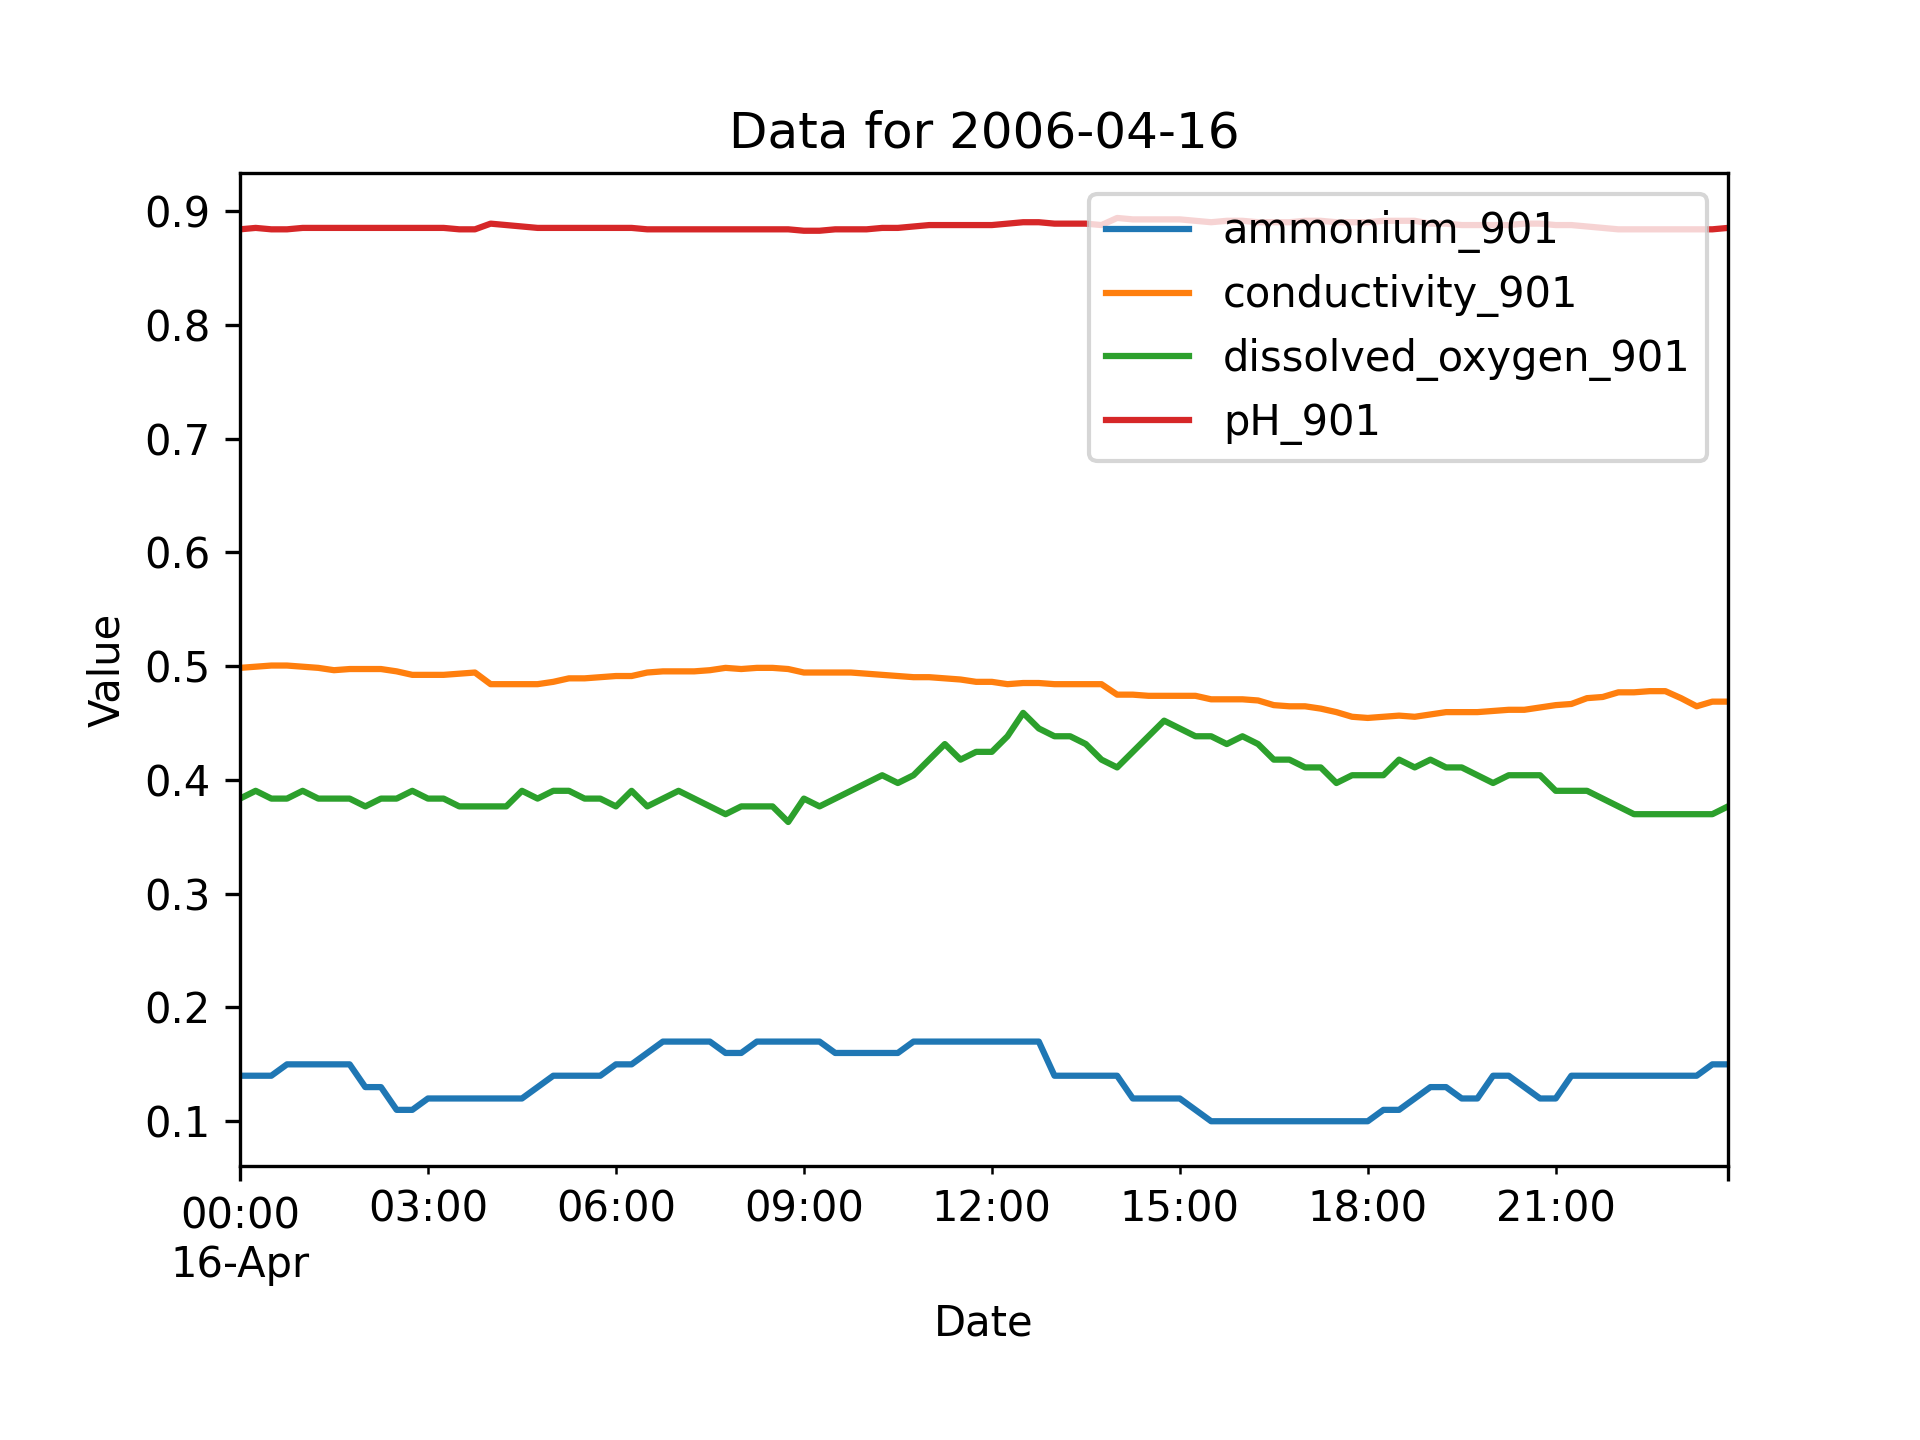 Data for 2006-04-16
0.9
0.8
0.7
0.6
0.5
0.4
0.3
0.2
0.1
Value
ammonium_901
conductivity_901
dissolved_oxygen_901
pH_901
00:00 03:00 06:00 09:00 12:00 15:00 18:00 21:00
16-Apr
Date